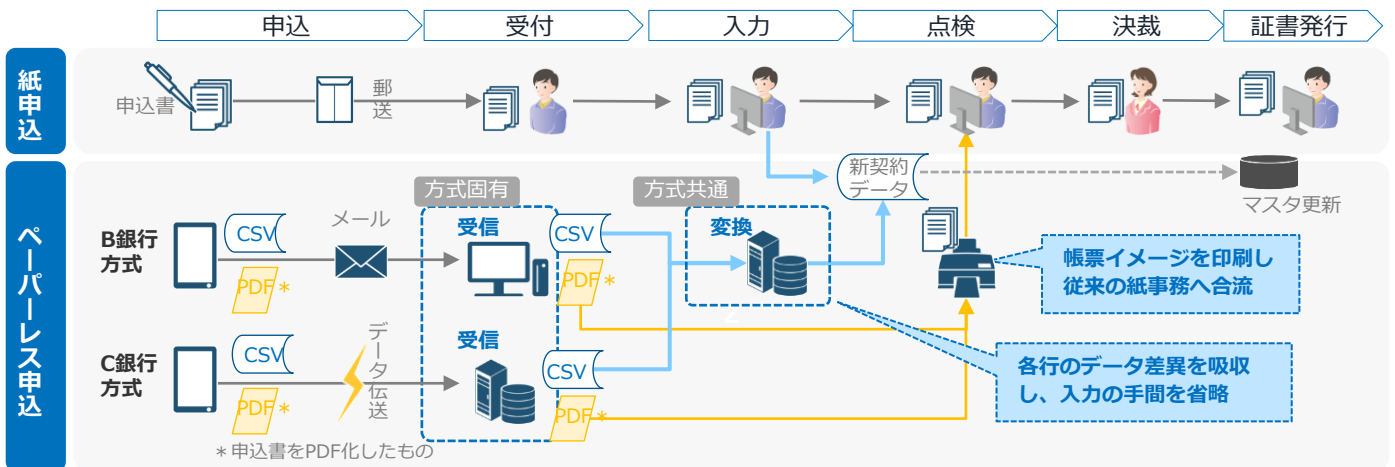 申込
受付
入力
点検
決裁
証書発行
紙申込
申込書
郵送
新契約
データ
マスタ更新
ペーパーレス申込
方式固有
方式共通
B銀行
方式
CSV
PDF＊
メール
受信
CSV
PDF＊
変換
帳票イメージを印刷し
従来の紙事務へ合流
C銀行
方式
CSV
PDF＊
データ伝送
受信
CSV
PDF＊
各行のデータ差異を吸収
し、入力の手間を省略
＊申込書をPDF化したもの